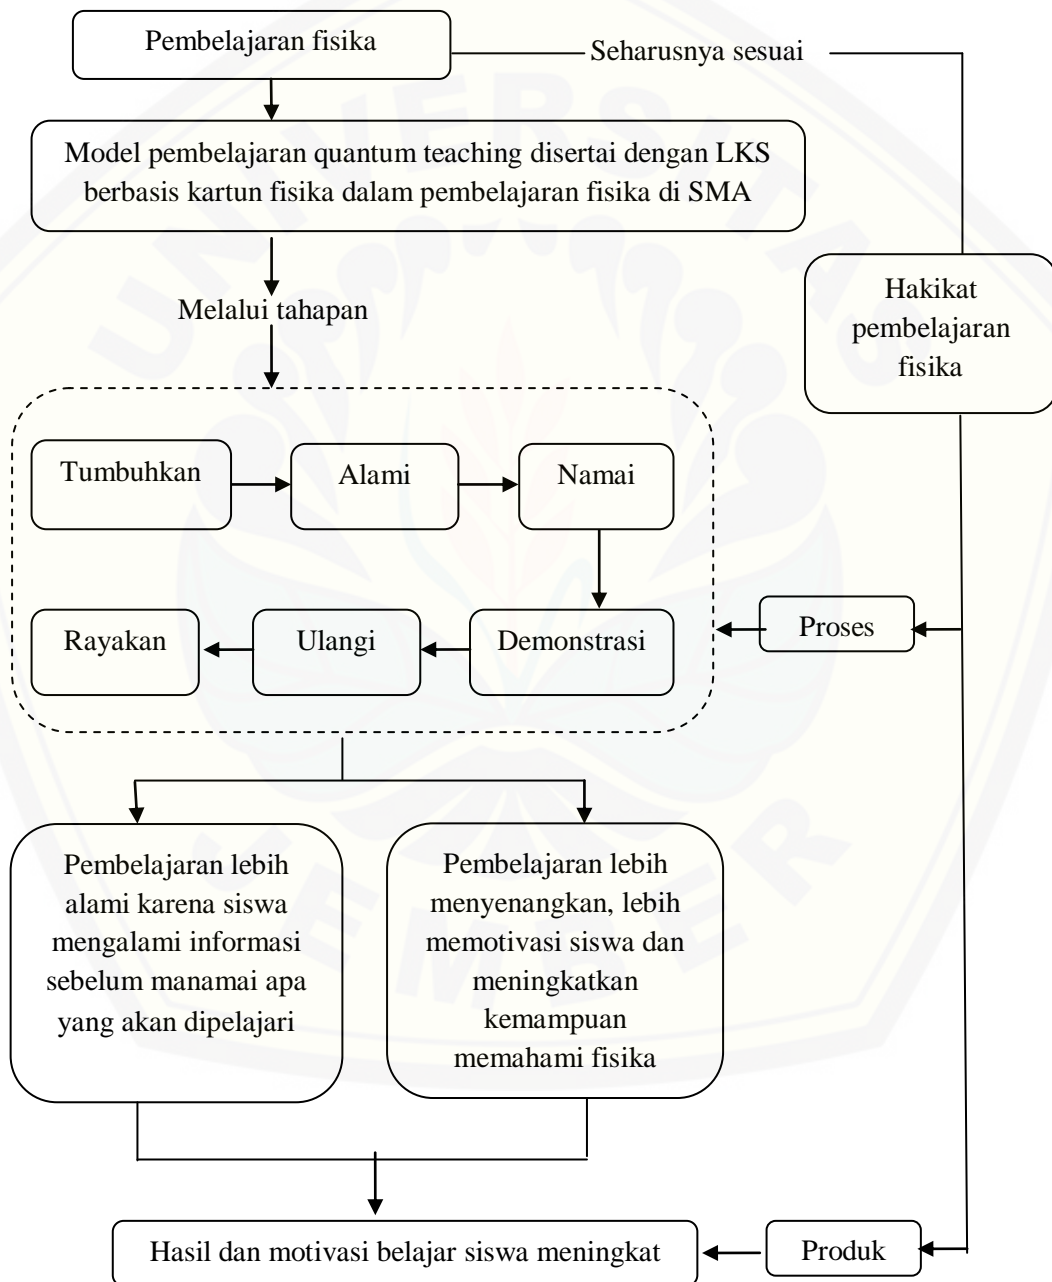 Pembelajaran fisika
Seharusnya sesuai
Model pembelajaran quantum teaching disertai dengan LKS
berbasis kartun fisika dalam pembelajaran fisika di SMA
Hakikat
pembelajaran
fisika
Melalui tahapan
Tumbuhkan
Alami
Namai
Rayakan
Ulangi
Demonstrasi
Proses
Pembelajaran lebih
alami karena siswa
mengalami informasi
sebelum manamai apa
yang akan dipelajari
Pembelajaran lebih
menyenangkan, lebih
memotivasi siswa dan
meningkatkan
kemampuan
memahami fisika
Hasil dan motivasi belajar siswa meningkat
Produk
UNIVERSITAS
JEMBER